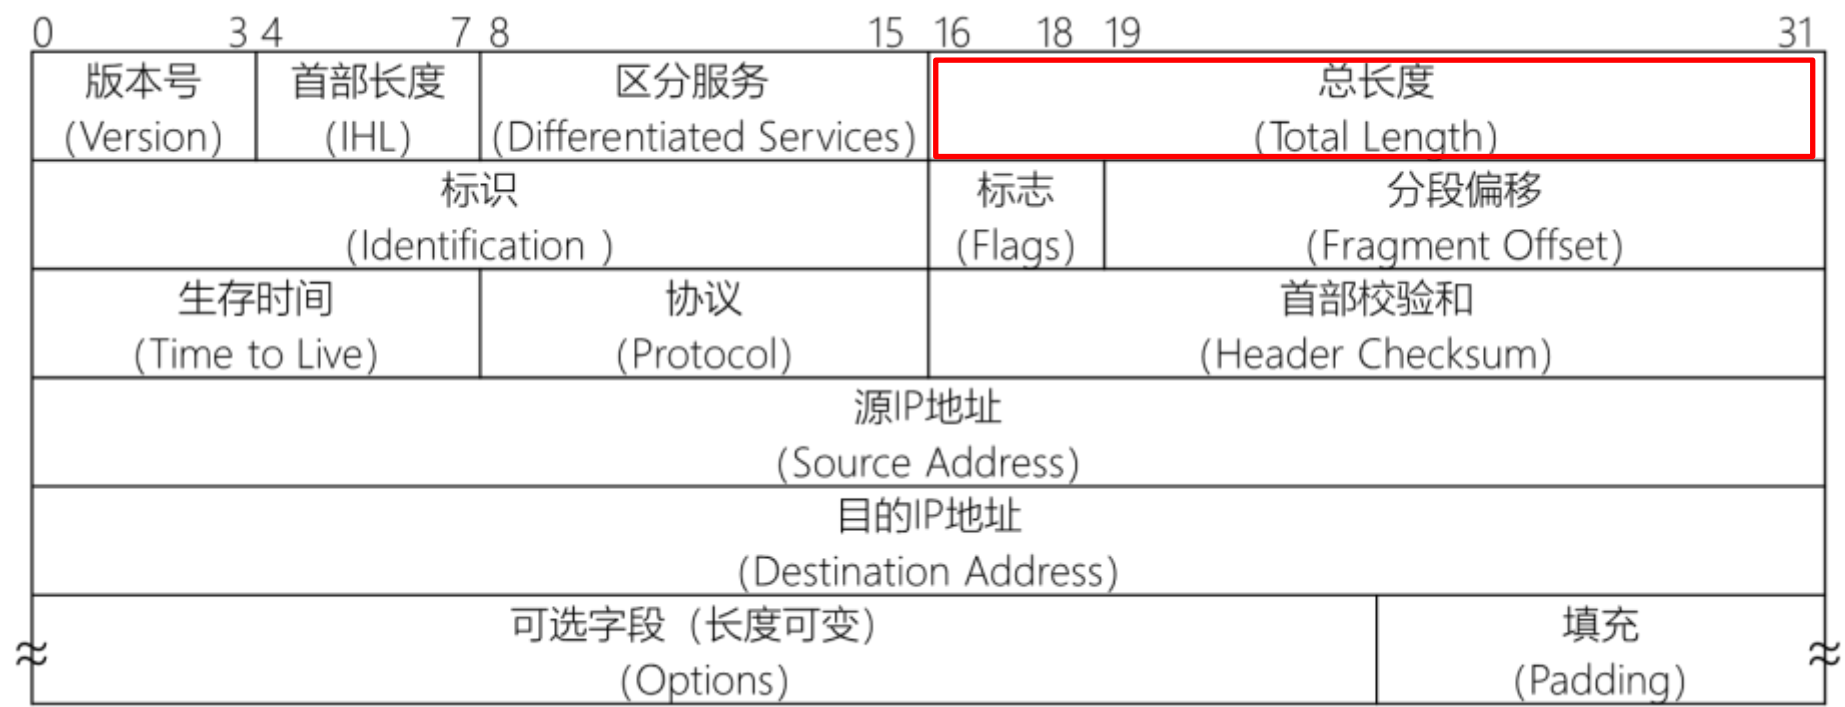 0 3 4 7 8 15 16 18 19 31
版本号 首部长度 区分服务 总长度
(Version) (IHL) (Differentiated Services) (Total Length)
标识 标志 分段偏移
(Identification ) (Flags) (Fragment Offset)
生存时间 协议 首部校验和
(Time to Live) (Protocol) (Header Checksum)
源IP地址
(Source Address)
目的IP地址
(Destination Address)
可选字段（长度可变） 填充
(Options) (Padding)